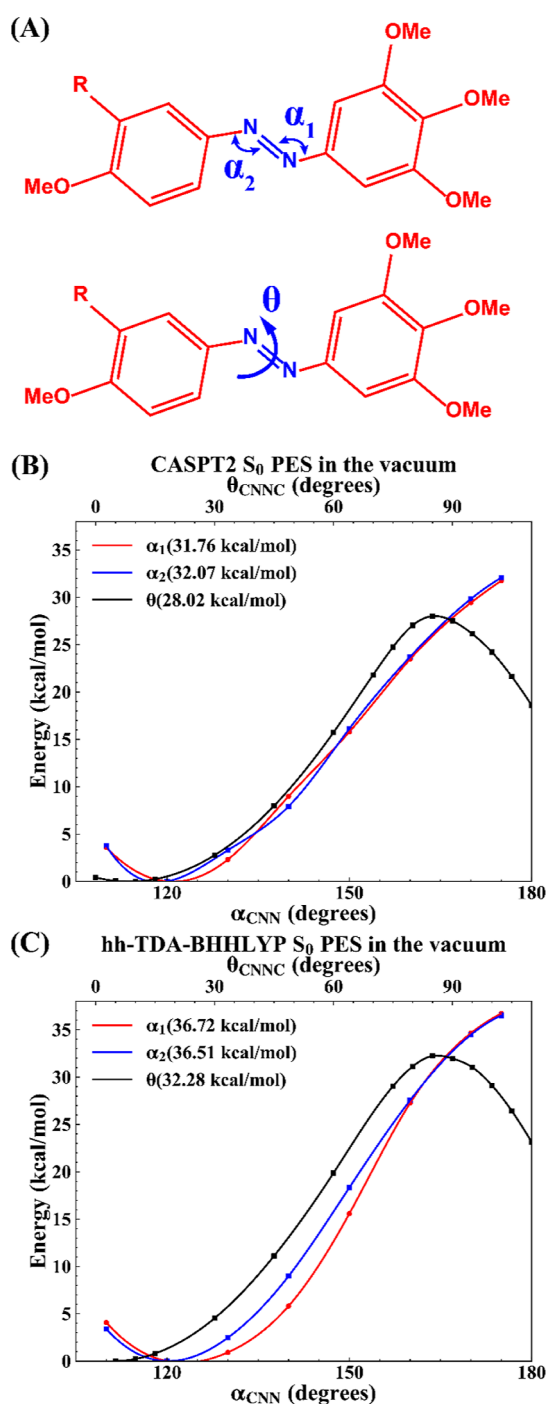 (A)
OMe
R
N
α₁
OMe
α₂
N
MeO
OMe
OMe
R
θ
N
OMe
N
MeO
OMe
(B)
CASPT2 S₀ PES in the vacuum
θCNNC (degrees)
0 30 60 90
α₁(31.76 kcal/mol)
α₂(32.07 kcal/mol)
θ(28.02 kcal/mol)
Energy (kcal/mol)
35
30
25
20
15
10
5
0
120 150 180
αCNN (degrees)
(C)
hh-TDA-BHHLYP S₀ PES in the vacuum
θCNNC (degrees)
0 30 60 90
α₁(36.72 kcal/mol)
α₂(36.51 kcal/mol)
θ(32.28 kcal/mol)
Energy (kcal/mol)
35
30
25
20
15
10
5
0
120 150 180
αCNN (degrees)